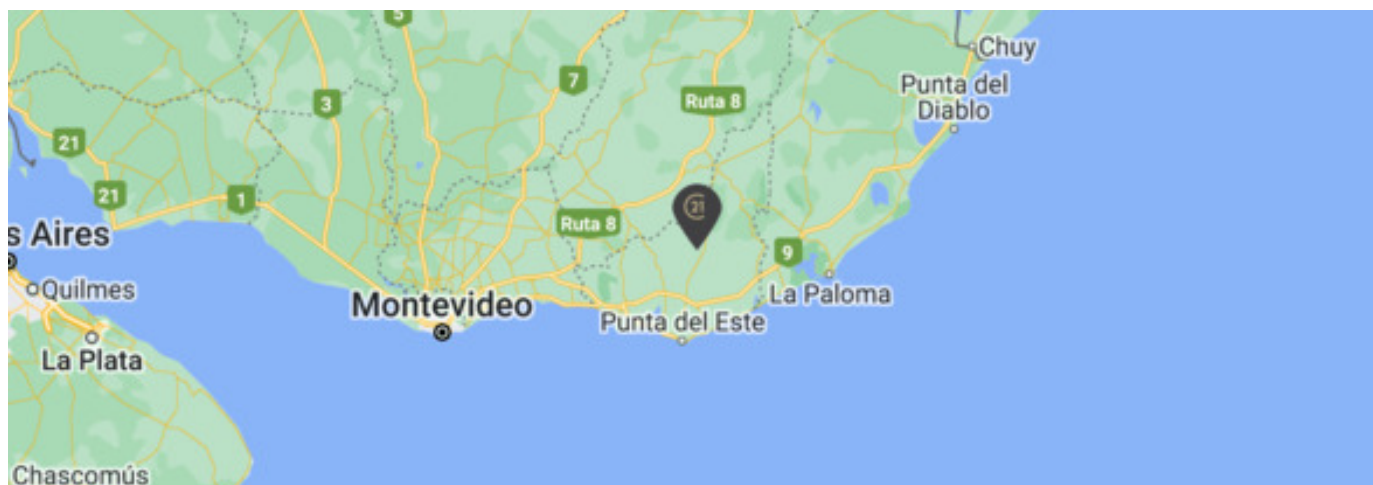 5
Chuy
7
Punta del
Diablo
Ruta 8
3
21
21
1
Ruta 8
21
s Aires
9
Quilmes
La Paloma
Montevideo
Punta del Este
La Plata
Chascomús